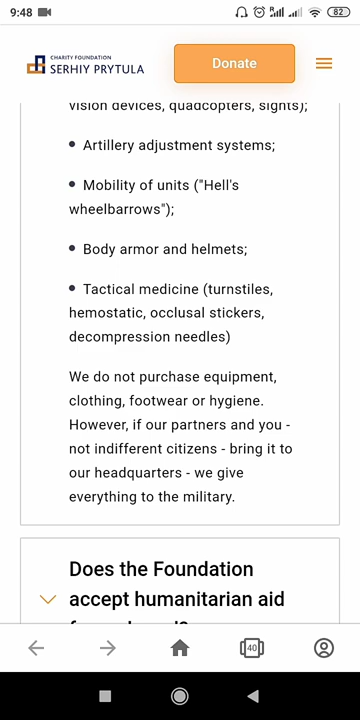 9:48
R
82
CHARITY FOUNDATION
SERHIY PRYTULA
Donate
vision devices, quadcopters, sights);
• Artillery adjustment systems;
• Mobility of units ("Hell's
wheelbarrows");
• Body armor and helmets;
• Tactical medicine (turnstiles,
hemostatic, occlusal stickers,
decompression needles)
We do not purchase equipment,
clothing, footwear or hygiene.
However, if our partners and you -
not indifferent citizens - bring it to
our headquarters - we give
everything to the military.
Does the Foundation
accept humanitarian aid
40